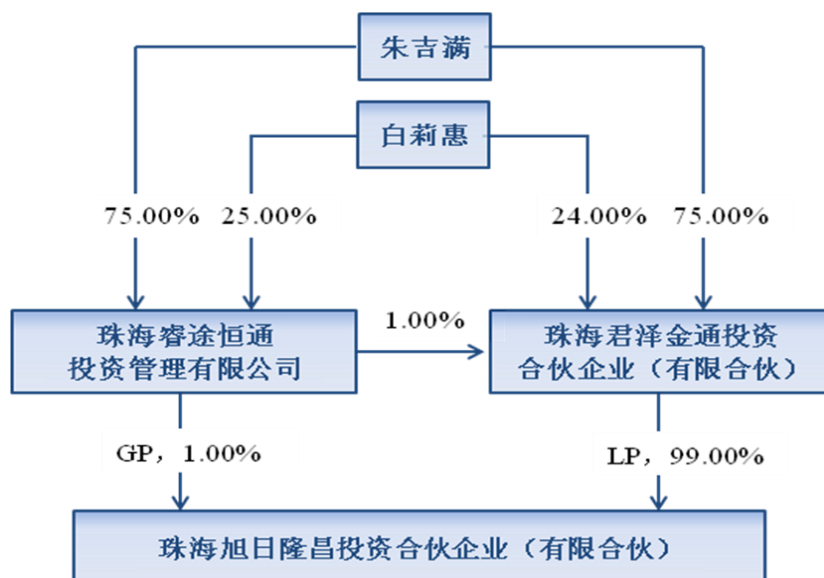 朱吉满
白莉惠
75.00%
25.00%
24.00%
75.00%
珠海睿途恒通
投资管理有限公司
1.00%
珠海君泽金通投资
合伙企业（有限合伙）
GP，1.00%
LP，99.00%
珠海旭日隆昌投资合伙企业（有限合伙）